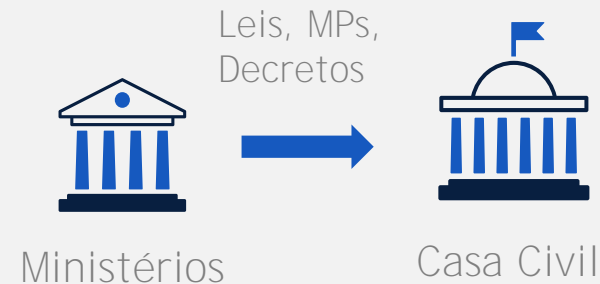 Leis, MPs,
Decretos
Ministérios
Casa Civil